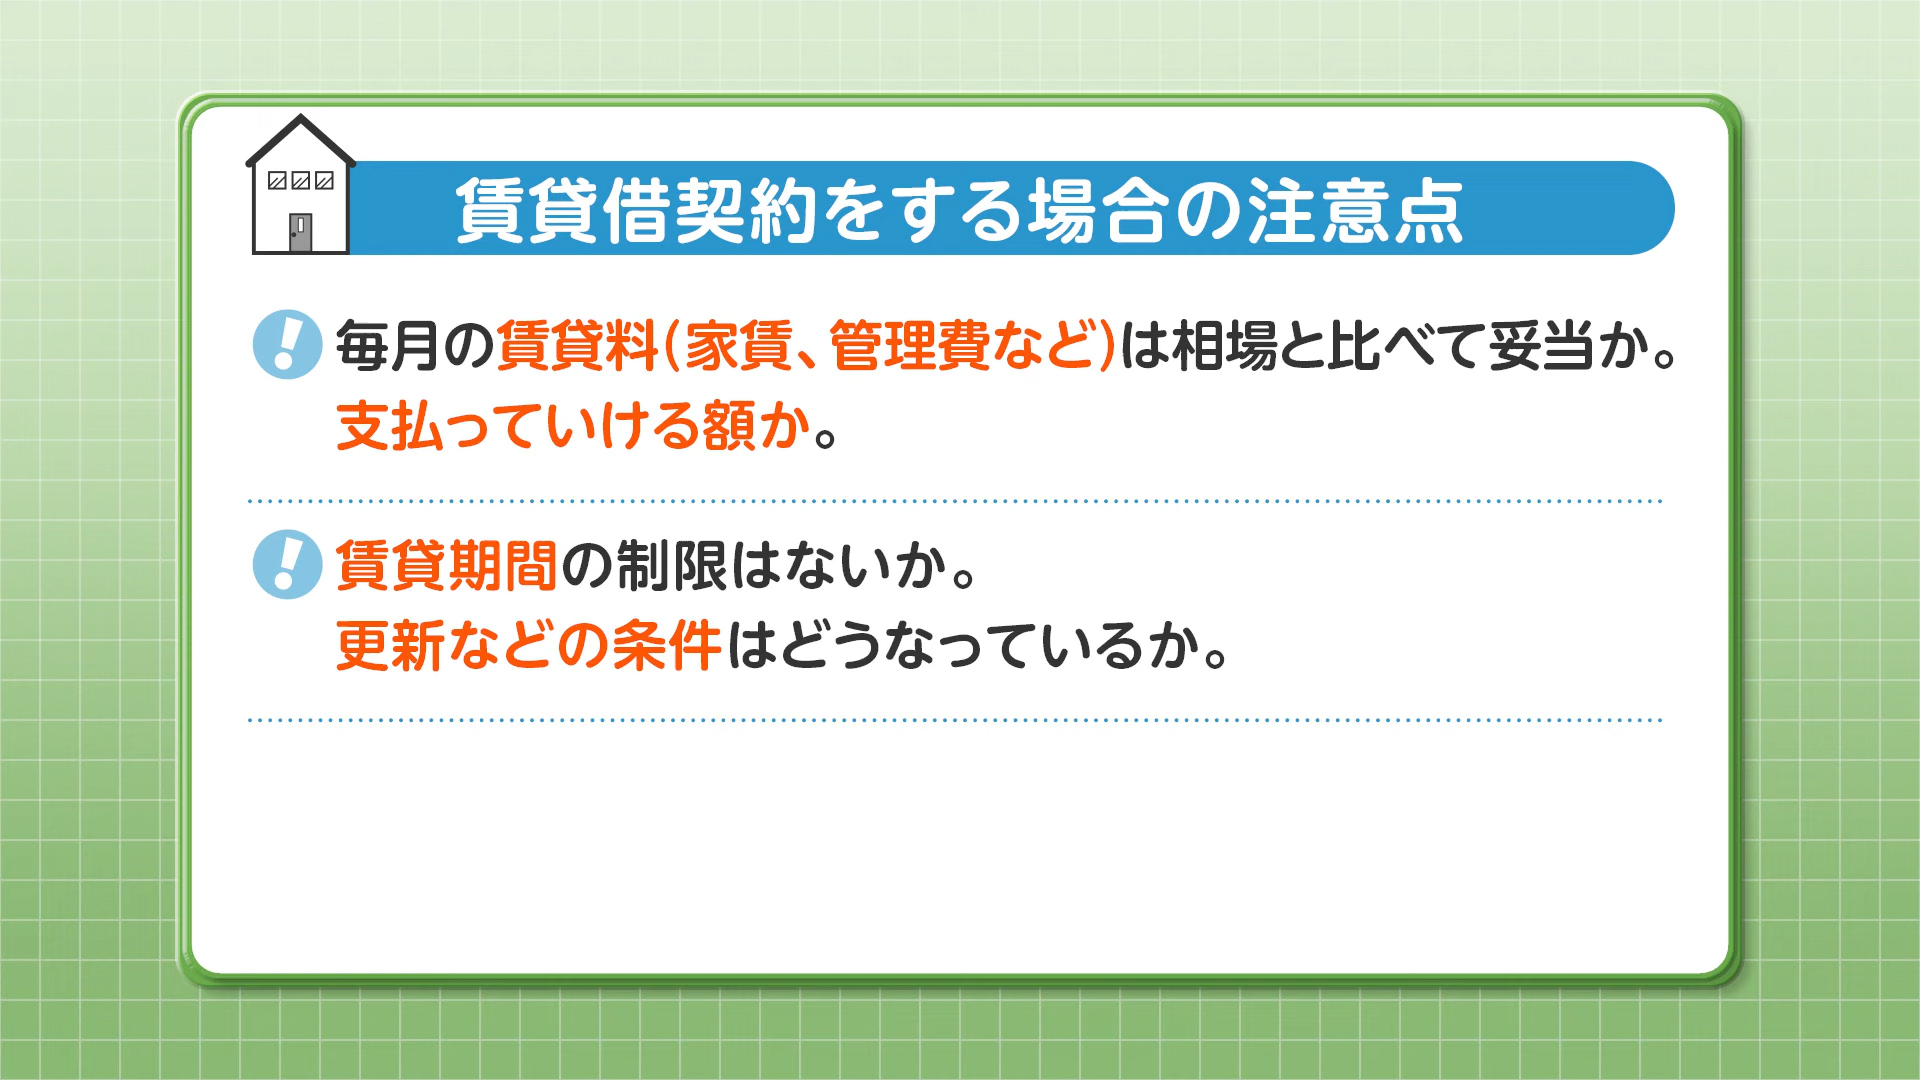 賃貸借契約をする場合の注意点
毎月の賃貸料(家賃、管理費など)は相場と比べて妥当か。
支払っていける額か。
賃貸期間の制限はないか。
更新などの条件はどうなっているか。